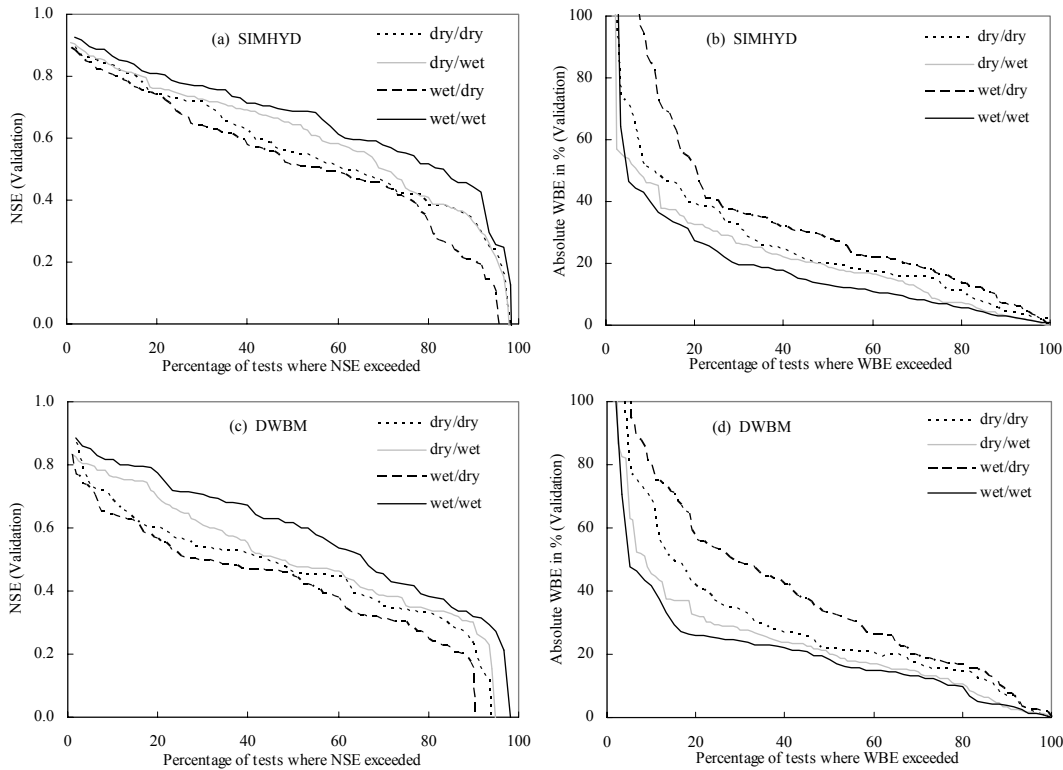 (a) SIMHYD
dry/dry
dry/wet
wet/dry
wet/wet
NSE (Validation)
1.0
0.8
0.6
0.4
0.2
0.0
0 20 40 60 80 100
Percentage of tests where NSE exceeded
(b) SIMHYD
dry/dry
dry/wet
wet/dry
wet/wet
Absolute WBE in % (Validation)
100
80
60
40
20
0
0 20 40 60 80 100
Percentage of tests where WBE exceeded
(c) DWBM
dry/dry
dry/wet
wet/dry
wet/wet
NSE (Validation)
1.0
0.8
0.6
0.4
0.2
0.0
0 20 40 60 80 100
Percentage of tests where NSE exceeded
(d) DWBM
dry/dry
dry/wet
wet/dry
wet/wet
Absolute WBE in % (Validation)
100
80
60
40
20
0
0 20 40 60 80 100
Percentage of tests where WBE exceeded